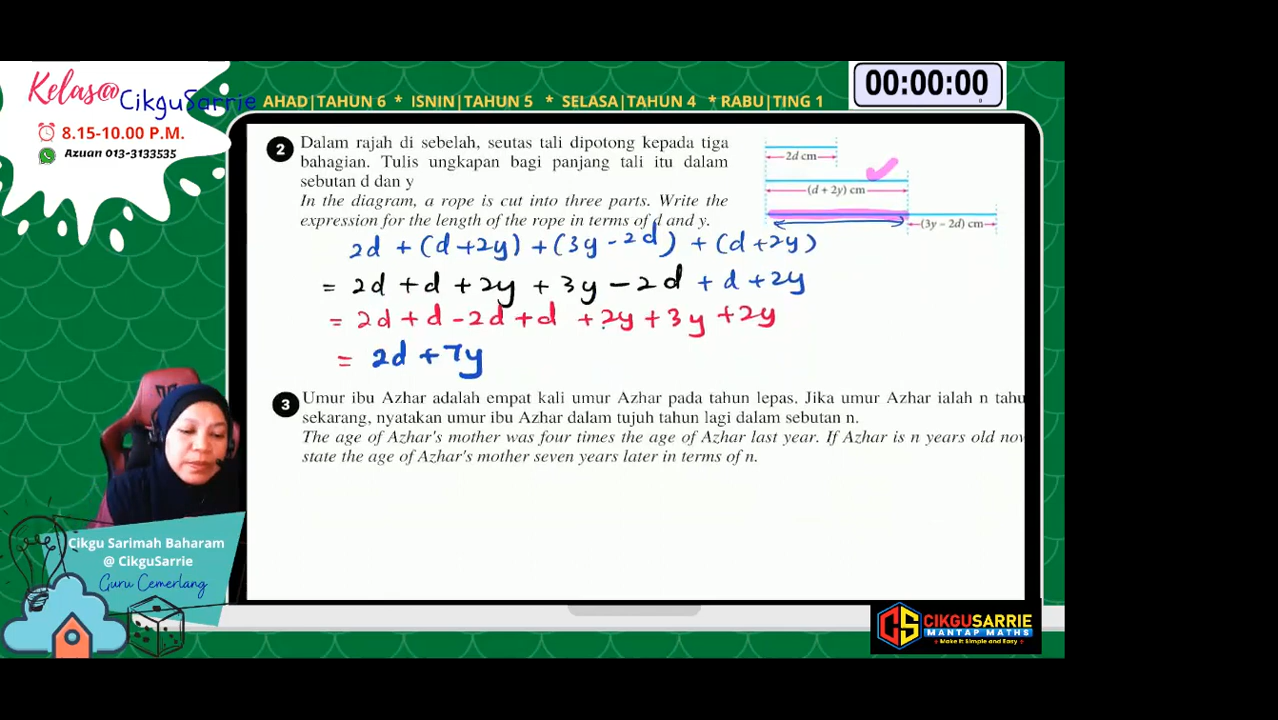 Kelas@CikguSarrie
8.15-10.00 P.M.
Azuan 013-3133535
AHAD|TAHUN 6 * ISNIN|TAHUN 5 * SELASA|TAHUN 4 * RABU|TING 1
00:00:00
2 Dalam rajah di sebelah, seutas tali dipotong kepada tiga
bahagian. Tulis ungkapan bagi panjang tali itu dalam
sebutan d dan y
In the diagram, a rope is cut into three parts. Write the
expression for the length of the rope in terms of d and y.
2d cm
(d + 2y) cm
(3y – 2d) cm
2d + (d+2y) + (3y - 2d) + (d+2y)
= 2d + d + 2y + 3y - 2d + d + 2y
= 2d + d - 2d + d + 2y + 3y + 2y
= 2d + 7y
3 Umur ibu Azhar adalah empat kali umur Azhar pada tahun lepas. Jika umur Azhar ialah n tahu
sekarang, nyatakan umur ibu Azhar dalam tujuh tahun lagi dalam sebutan n.
The age of Azhar's mother was four times the age of Azhar last year. If Azhar is n years old now
state the age of Azhar's mother seven years later in terms of n.
Cikgu Sarimah Baharam
@ CikguSarrie
Guru Cemerlang
CS CIKGUSARRIE
MANTAP MATHS
Make It Simple and Easy